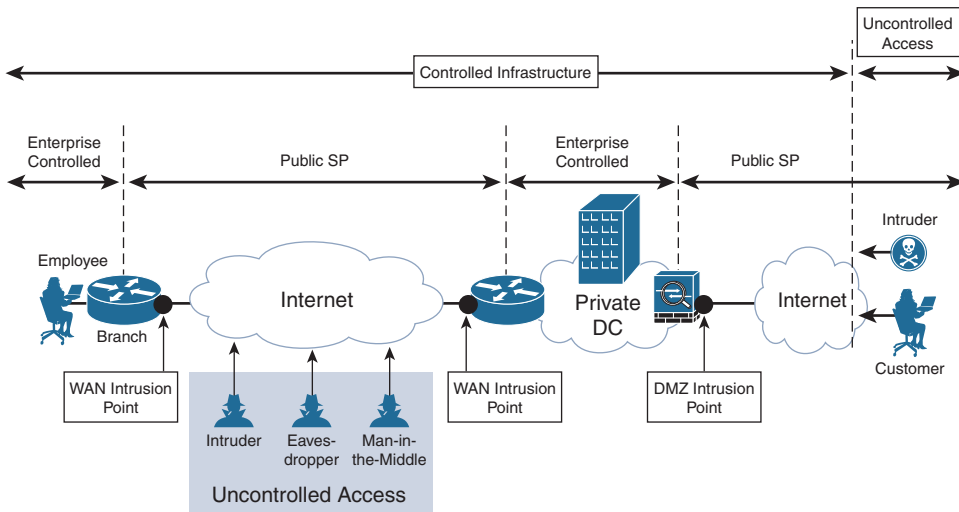 Uncontrolled
Access
Controlled Infrastructure
Enterprise
Controlled
Public SP
Enterprise
Controlled
Public SP
Intruder
Employee
Internet
Private
DC
Internet
Branch
Customer
WAN Intrusion
Point
WAN Intrusion
Point
DMZ Intrusion
Point
Intruder
Eaves-
dropper
Man-in-
the-Middle
Uncontrolled Access